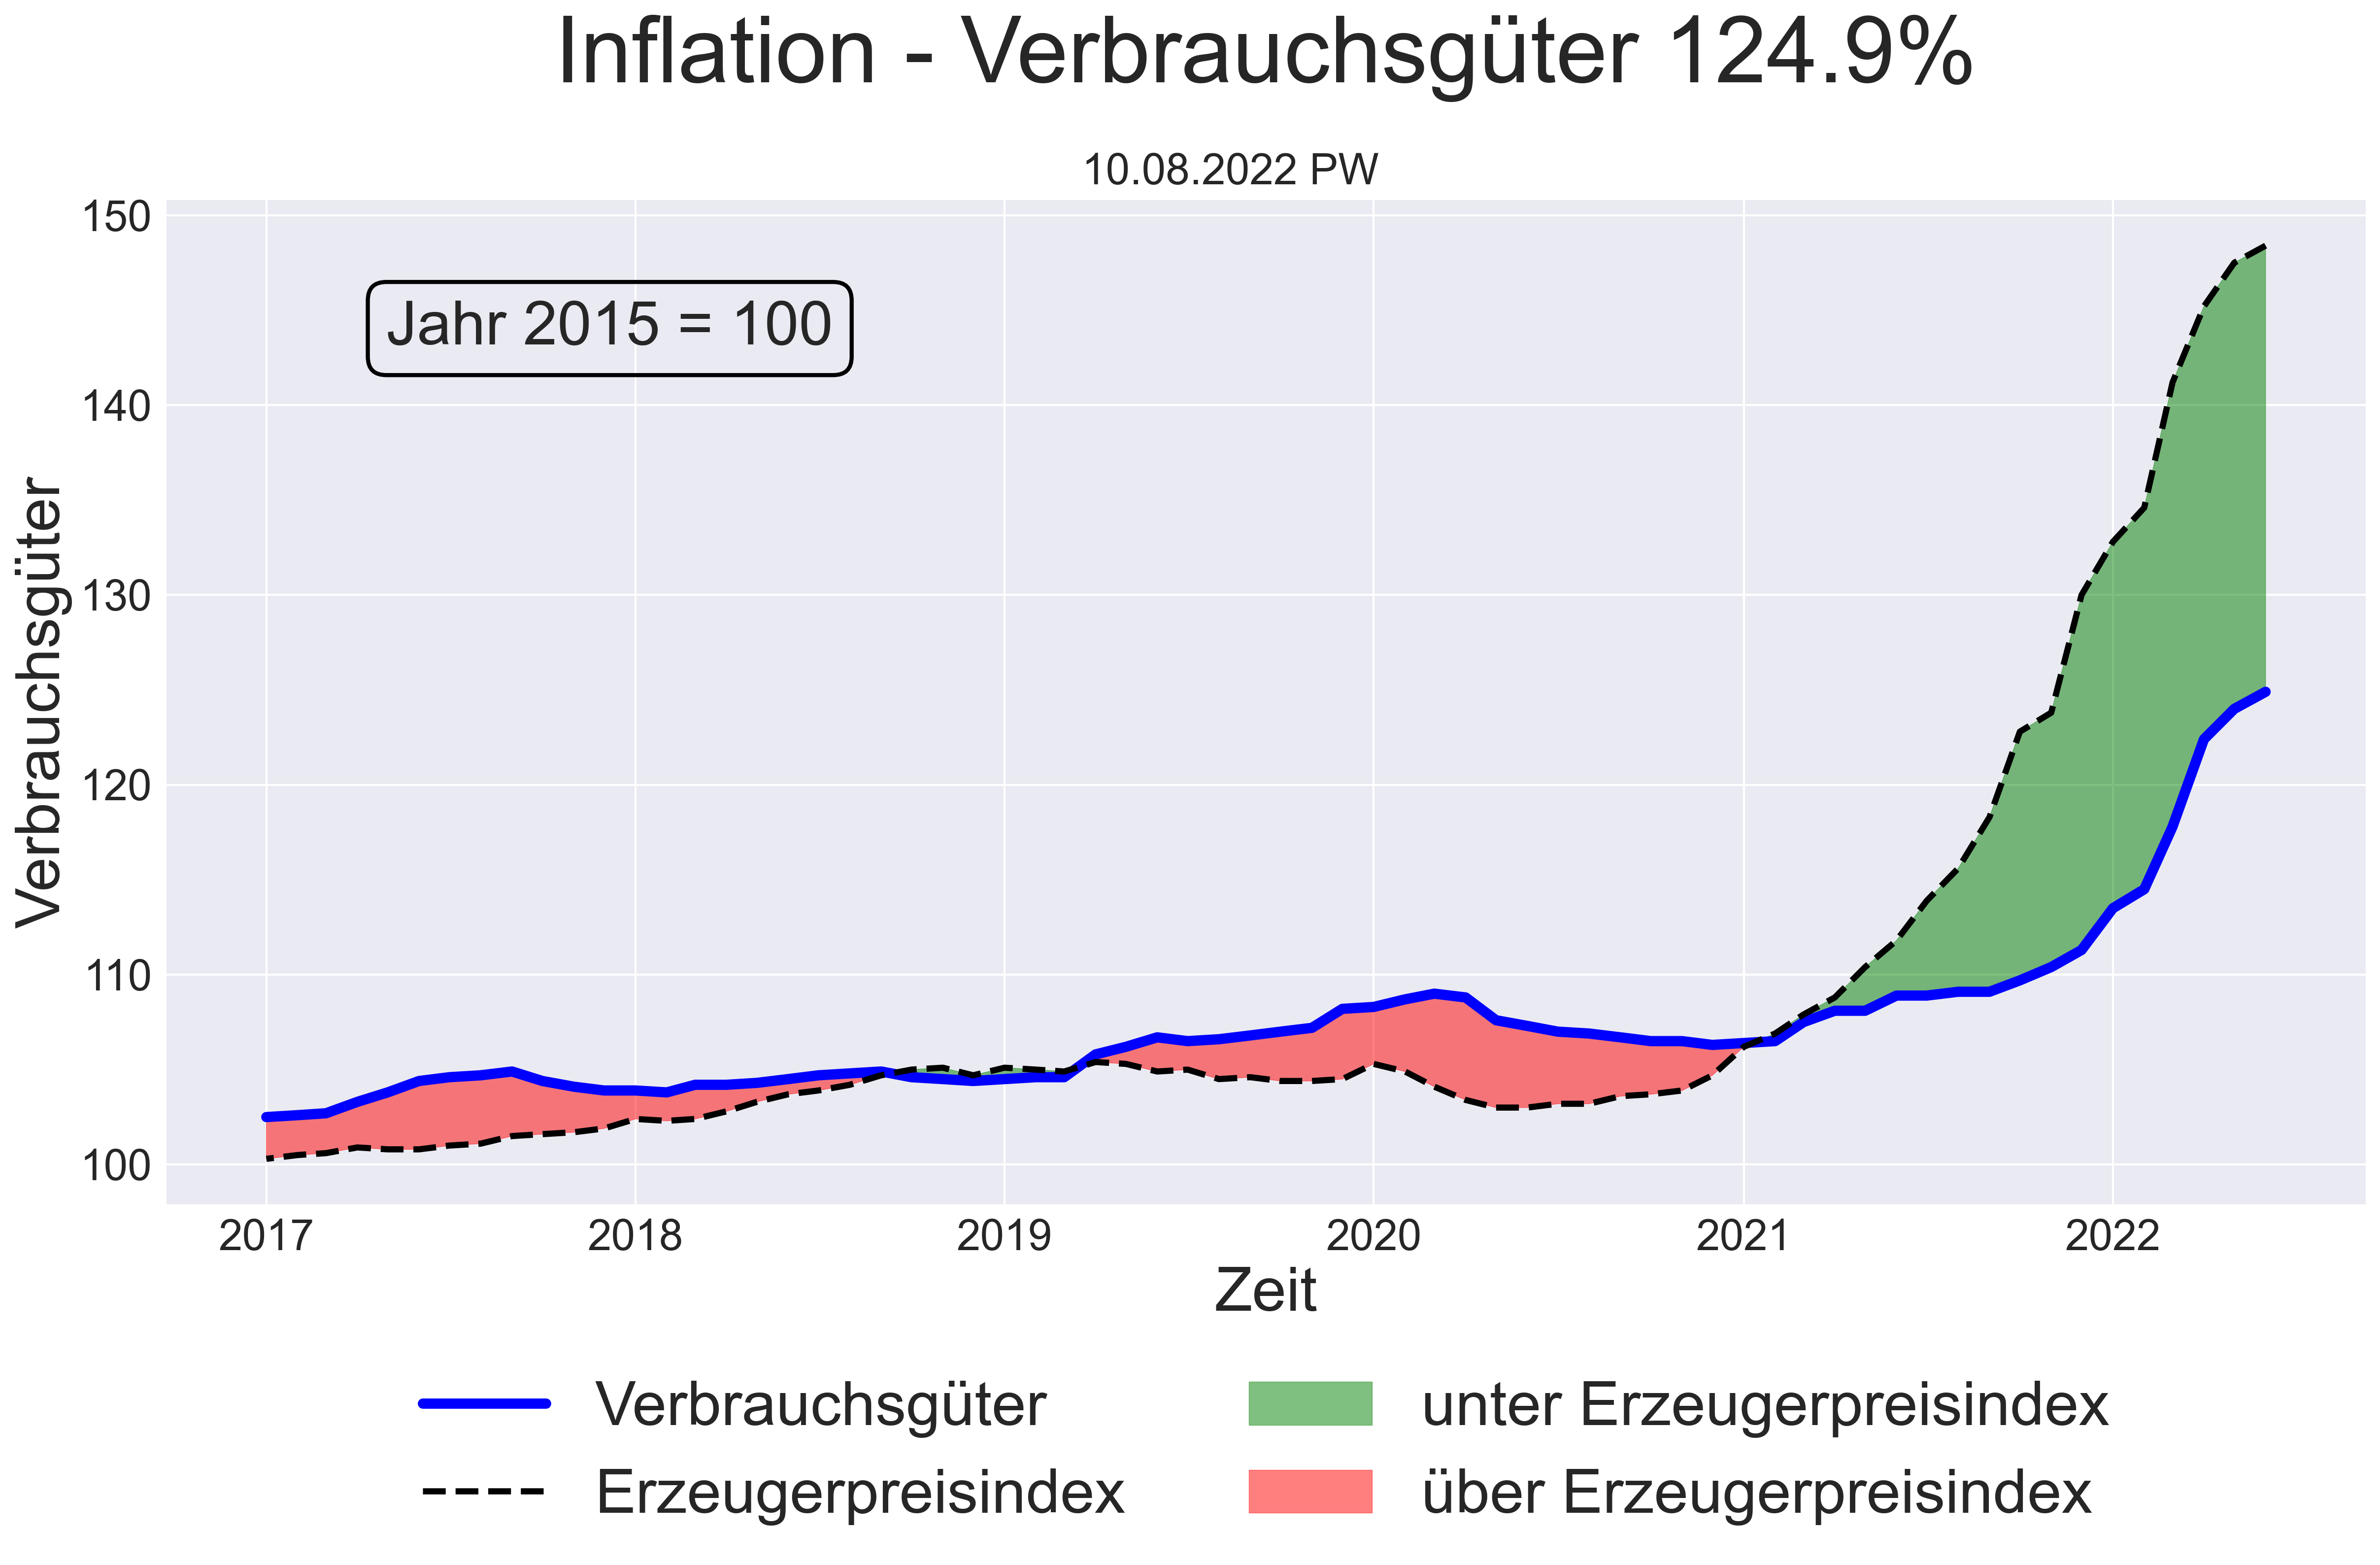 Inflation - Verbrauchsgüter 124.9%
10.08.2022 PW
150
140
130
120
110
100
Verbrauchsgüter
Jahr 2015 = 100
2017 2018 2019 2020 2021 2022
Zeit
Verbrauchsgüter
Erzeugerpreisindex
unter Erzeugerpreisindex
über Erzeugerpreisindex